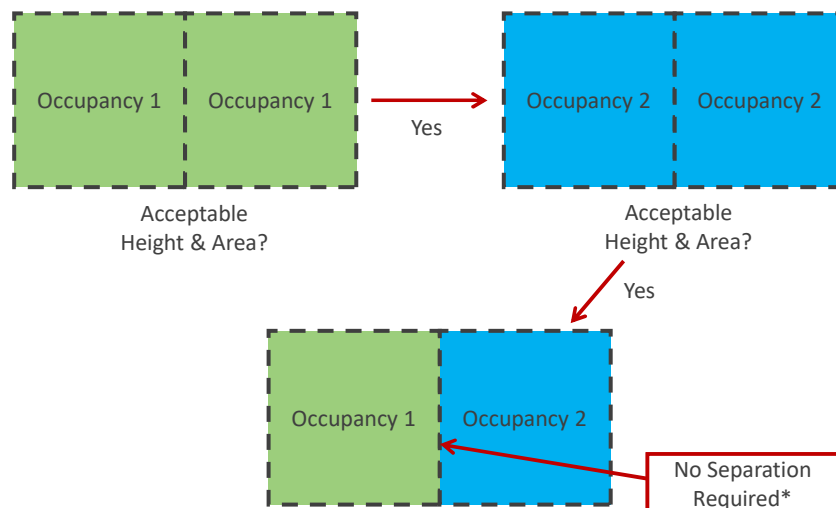 Occupancy 1
Occupancy 1
Yes
Occupancy 2
Occupancy 2
Acceptable
Height & Area?
Acceptable
Height & Area?
Yes
Occupancy 1
Occupancy 2
No Separation
Required*